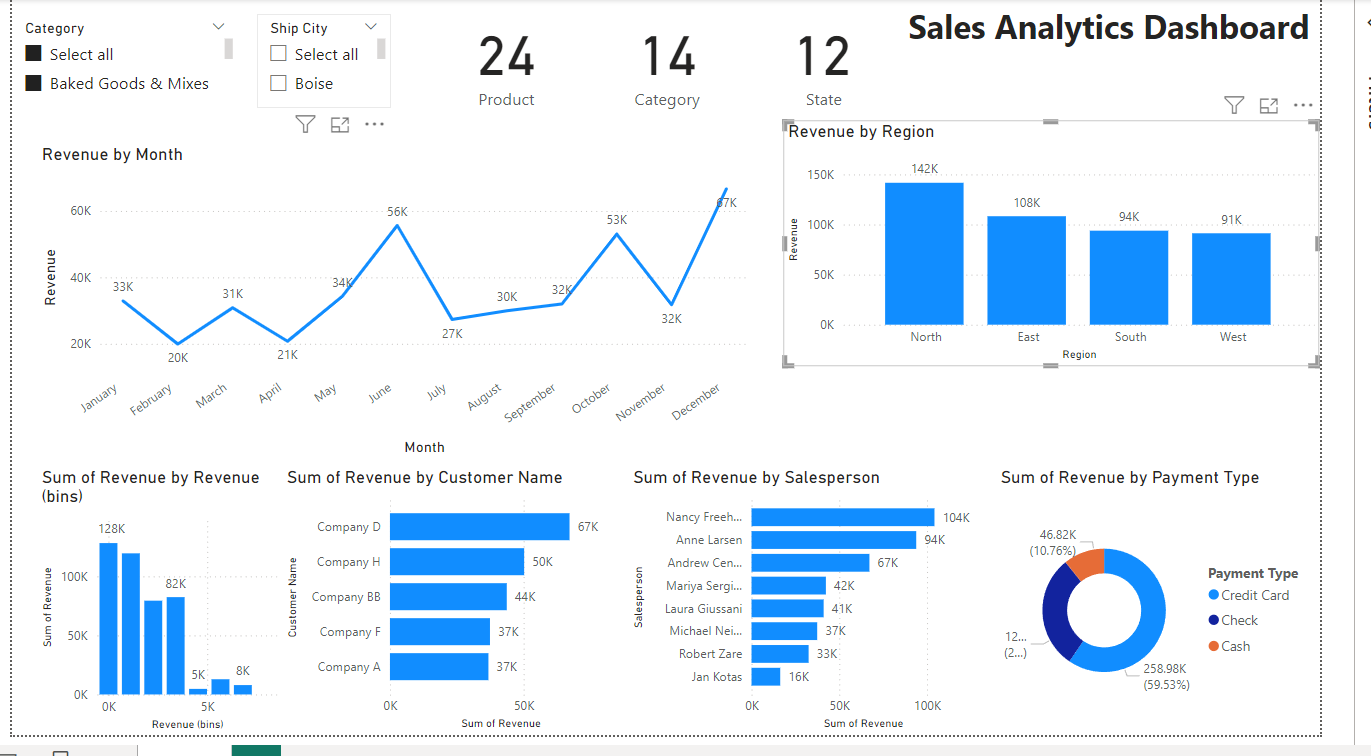 Sales Analytics Dashboard
Category
Select all
Baked Goods & Mixes
Ship City
Select all
Boise
24
Product
14
Category
12
State
Revenue by Month
Revenue
60K
40K
20K
33K
20K
31K
21K
34K
56K
27K
30K
32K
53K
32K
67K
January
February
March
April
May
June
July
August
September
October
November
December
Month
Revenue by Region
Revenue
150K
100K
50K
0K
142K
108K
94K
91K
North
East
South
West
Region
Sum of Revenue by Revenue
(bins)
Sum of Revenue
100K
50K
0K
128K
82K
5K
8K
0K
5K
Revenue (bins)
Sum of Revenue by Customer Name
Customer Name
Company D
67K
Company H
50K
Company BB
44K
Company F
37K
Company A
37K
0K
50K
Sum of Revenue
Sum of Revenue by Salesperson
Salesperson
Nancy Freeh...
104K
Anne Larsen
94K
Andrew Cen...
67K
Mariya Sergi...
42K
Laura Giussani
41K
Michael Nei...
37K
Robert Zare
33K
Jan Kotas
16K
0K
50K
100K
Sum of Revenue
Sum of Revenue by Payment Type
46.82K
(10.76%)
12...
(2...)
258.98K
(59.53%)
Payment Type
Credit Card
Check
Cash